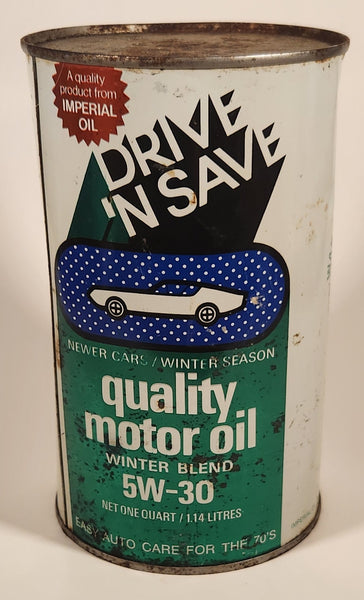 A quality
product from
IMPERIAL
OIL
DRIVE
'N SAVE
NEWER CARS / WINTER SEASON
quality
motor oil
WINTER BLEND
5W-30
NET ONE QUART / 1.14 LITRES
EASY AUTO CARE FOR THE 70'S